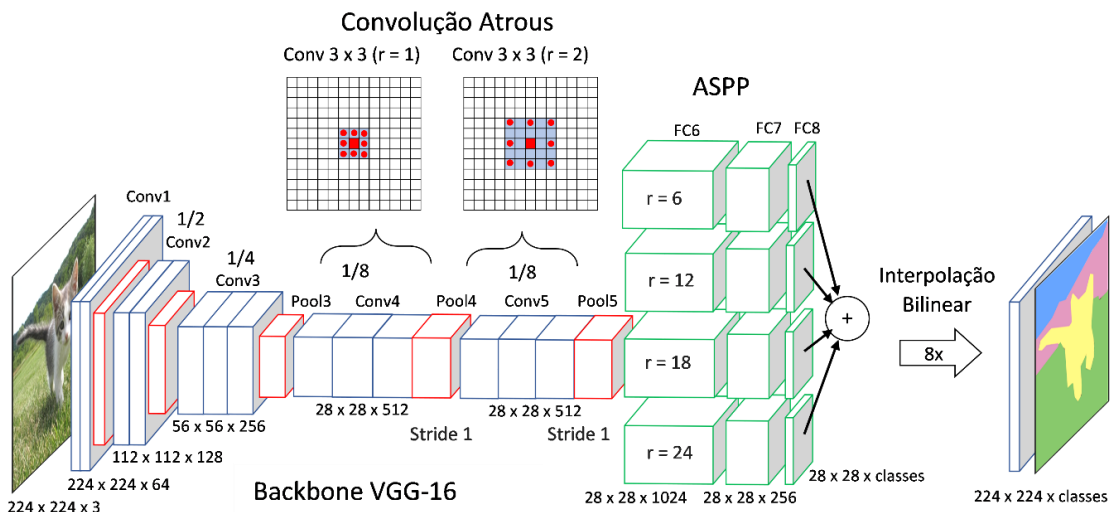 Convolução Atrous
Conv 3 x 3 (r = 1)
Conv 3 x 3 (r = 2)
ASPP
FC6
FC7
FC8
Conv1
1/2
Conv2
1/4
Conv3
1/8
1/8
Pool3
Conv4
Pool4
Conv5
Pool5
r = 6
r = 12
r = 18
r = 24
+
Interpolação
Bilinear
8x
28 x 28 x 512
28 x 28 x 512
Stride 1
Stride 1
56 x 56 x 256
112 x 112 x 128
224 x 224 x 64
224 x 224 x 3
Backbone VGG-16
28 x 28 x 1024
28 x 28 x 256
28 x 28 x classes
224 x 224 x classes